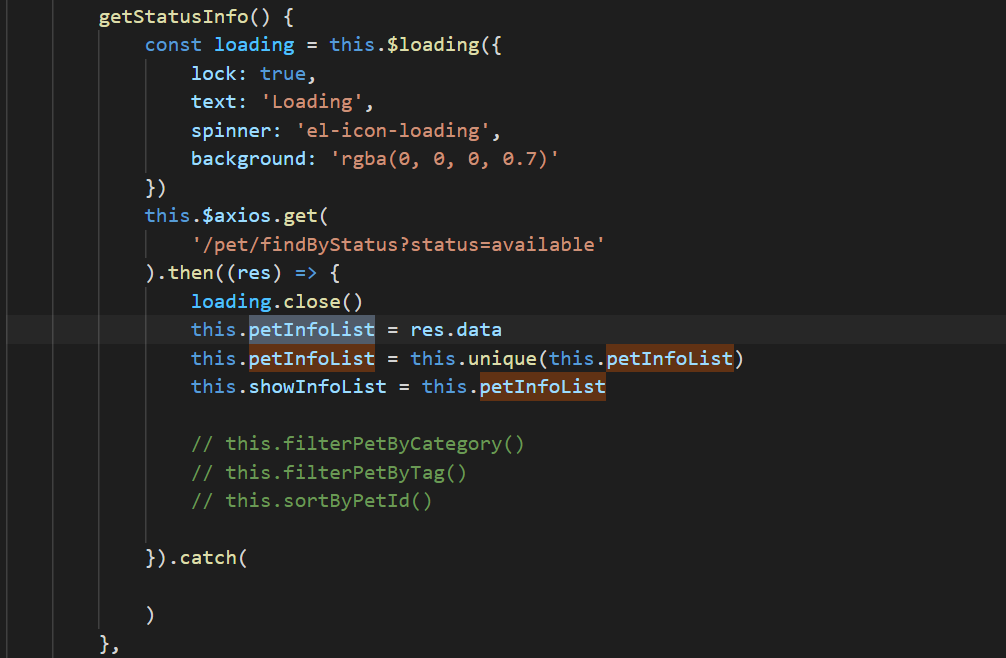 getStatusInfo() {
const loading = this.$loading({
lock: true,
text: 'Loading',
spinner: 'el-icon-loading',
background: 'rgba(0, 0, 0, 0.7)'
})
this.$axios.get(
'/pet/findByStatus?status=available'
).then((res) => {
loading.close()
this.petInfoList = res.data
this.petInfoList = this.unique(this.petInfoList)
this.showInfoList = this.petInfoList
// this.filterPetByCategory()
// this.filterPetByTag()
// this.sortByPetId()
}).catch(
)
},